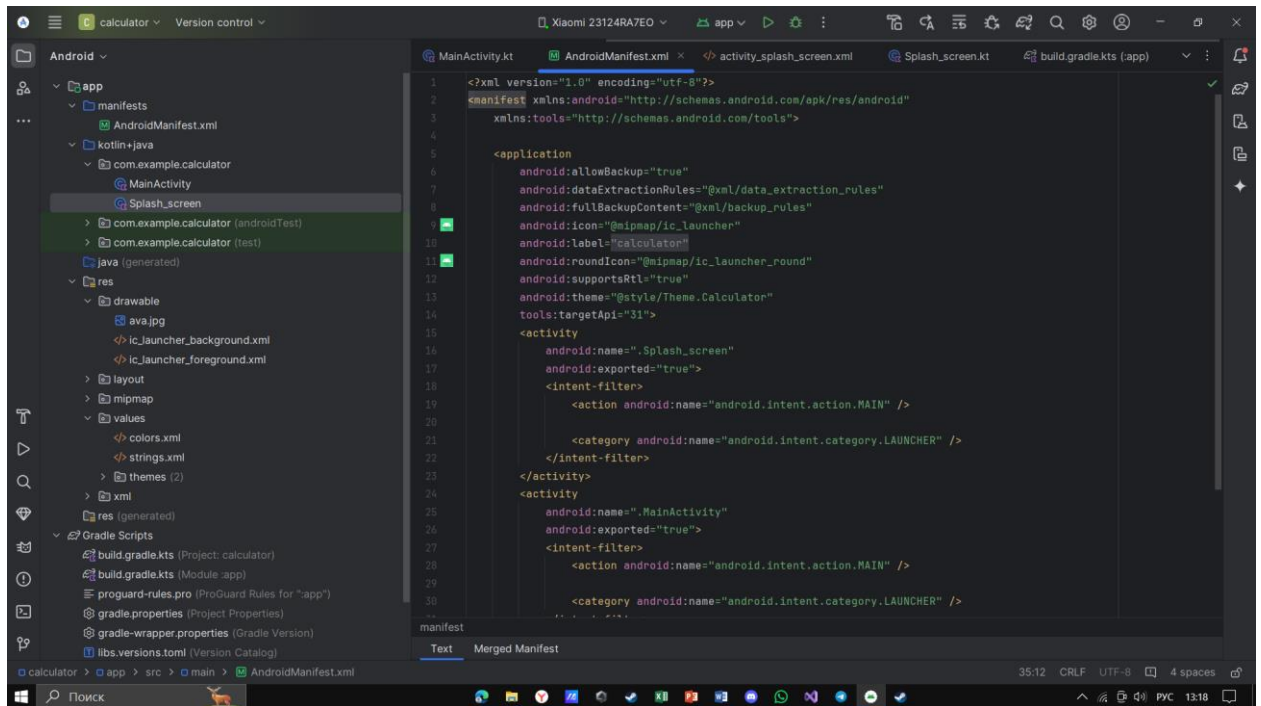 calculator
Version control
Xiaomi 23124RA7EO
app
Android
MainActivity.kt
AndroidManifest.xml
activity_splash_screen.xml
Splash_screen.kt
build.gradle.kts (:app)
app
manifests
AndroidManifest.xml
kotlin+java
com.example.calculator
MainActivity
Splash_screen
com.example.calculator (androidTest)
com.example.calculator (test)
java (generated)
res
drawable
ava.jpg
ic_launcher_background.xml
ic_launcher_foreground.xml
layout
mipmap
values
colors.xml
strings.xml
themes (2)
xml
res (generated)
Gradle Scripts
build.gradle.kts (Project: calculator)
build.gradle.kts (Module :app)
proguard-rules.pro (ProGuard Rules for ":app")
gradle.properties (Project Properties)
gradle-wrapper.properties (Gradle Version)
libs.versions.toml (Version Catalog)
1 <?xml version="1.0" encoding="utf-8"?>
2 <manifest xmlns:android="http://schemas.android.com/apk/res/android"
3 xmlns:tools="http://schemas.android.com/tools">
4
5 <application
6 android:allowBackup="true"
7 android:dataExtractionRules="@xml/data_extraction_rules"
8 android:fullBackupContent="@xml/backup_rules"
9 android:icon="@mipmap/ic_launcher"
10 android:label="calculator"
11 android:roundIcon="@mipmap/ic_launcher_round"
12 android:supportsRtl="true"
13 android:theme="@style/Theme.Calculator"
14 tools:targetApi="31">
15 <activity
16 android:name=".Splash_screen"
17 android:exported="true">
18 <intent-filter>
19 <action android:name="android.intent.action.MAIN" />
20
21 <category android:name="android.intent.category.LAUNCHER" />
22 </intent-filter>
23 </activity>
24 <activity
25 android:name=".MainActivity"
26 android:exported="true">
27 <intent-filter>
28 <action android:name="android.intent.action.MAIN" />
29
30 <category android:name="android.intent.category.LAUNCHER" />
manifest
Text Merged Manifest
calculator > app > src > main > AndroidManifest.xml
35:12 CRLF UTF-8 4 spaces
Поиск
РУС 13:18